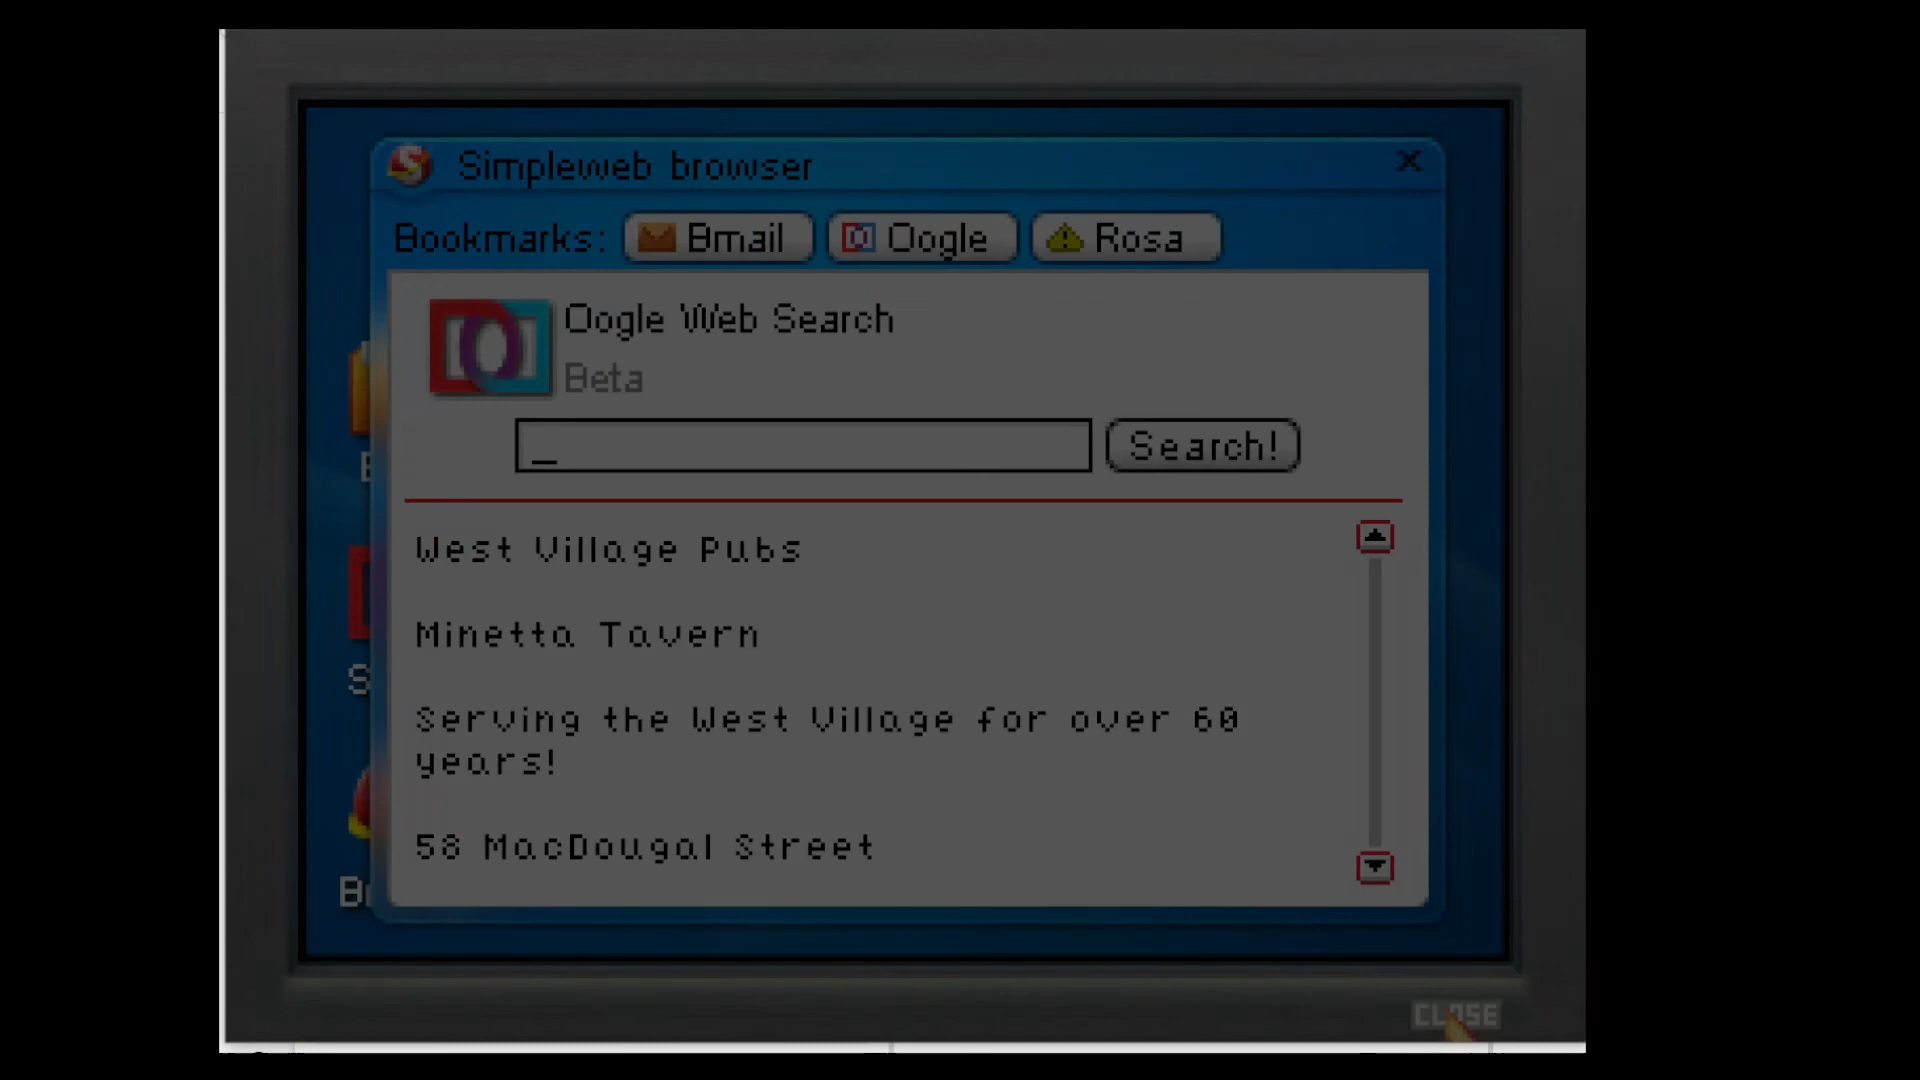 Simpleweb browser X
Bookmarks: Bmail Oogle Rosa
Oogle Web Search
Beta
_ Search!
West Village Pubs
Minetta Tavern
Serving the West Village for over 60
years!
58 MacDougal Street
CLOSE